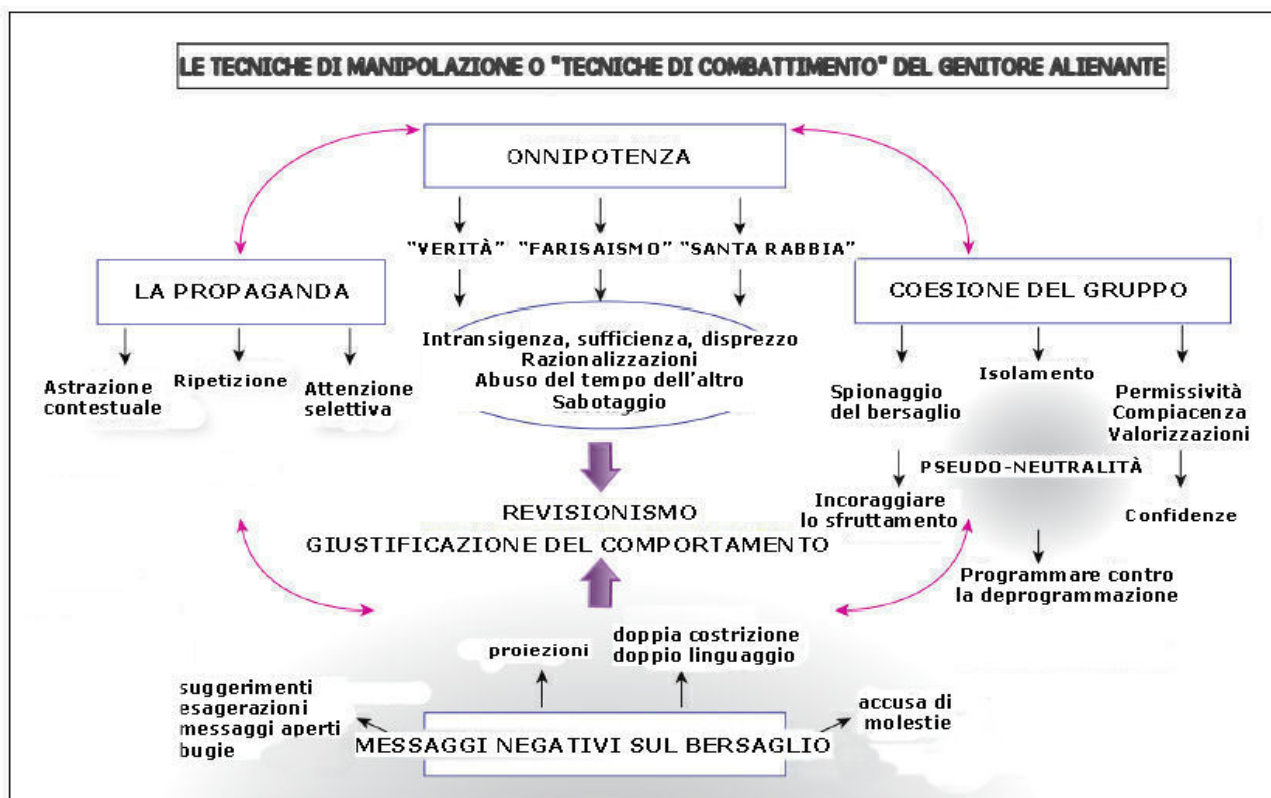 LE TECNICHE DI MANIPOLAZIONE O "TECNICHE DI COMBATTIMENTO" DEL GENITORE ALIENANTE
ONNIPOTENZA
"VERITÀ" "FARISAISMO" "SANTA RABBIA"
LA PROPAGANDA
COESIONE DEL GRUPPO
Astrazione
contestuale
Ripetizione
Attenzione
selettiva
Intransigenza, sufficienza, disprezzo
Razionalizzazioni
Abuso del tempo dell'altro
Sabotaggio
Spionaggio
del bersaglio
Isolamento
Permissività
Compiacenza
Valorizzazioni
PSEUDO-NEUTRALITÀ
Incoraggiare
lo sfruttamento
Confidenze
Programmare contro
la deprogrammazione
REVISIONISMO
GIUSTIFICAZIONE DEL COMPORTAMENTO
suggerimenti
esagerazioni
messaggi aperti
bugie
proiezioni
doppia costrizione
doppio linguaggio
accusa di
molestie
MESSAGGI NEGATIVI SUL BERSAGLIO